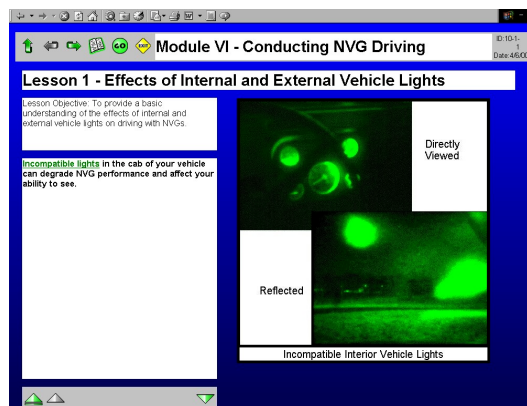 GO
EXIT
Module VI - Conducting NVG Driving
ID:10-1-
1
Date:4/6/00
Lesson 1 - Effects of Internal and External Vehicle Lights
Lesson Objective: To provide a basic
understanding of the effects of internal and
external vehicle lights on driving with NVGs.
Incompatible lights in the cab of your vehicle
can degrade NVG performance and affect your
ability to see.
Directly
Viewed
Reflected
Incompatible Interior Vehicle Lights